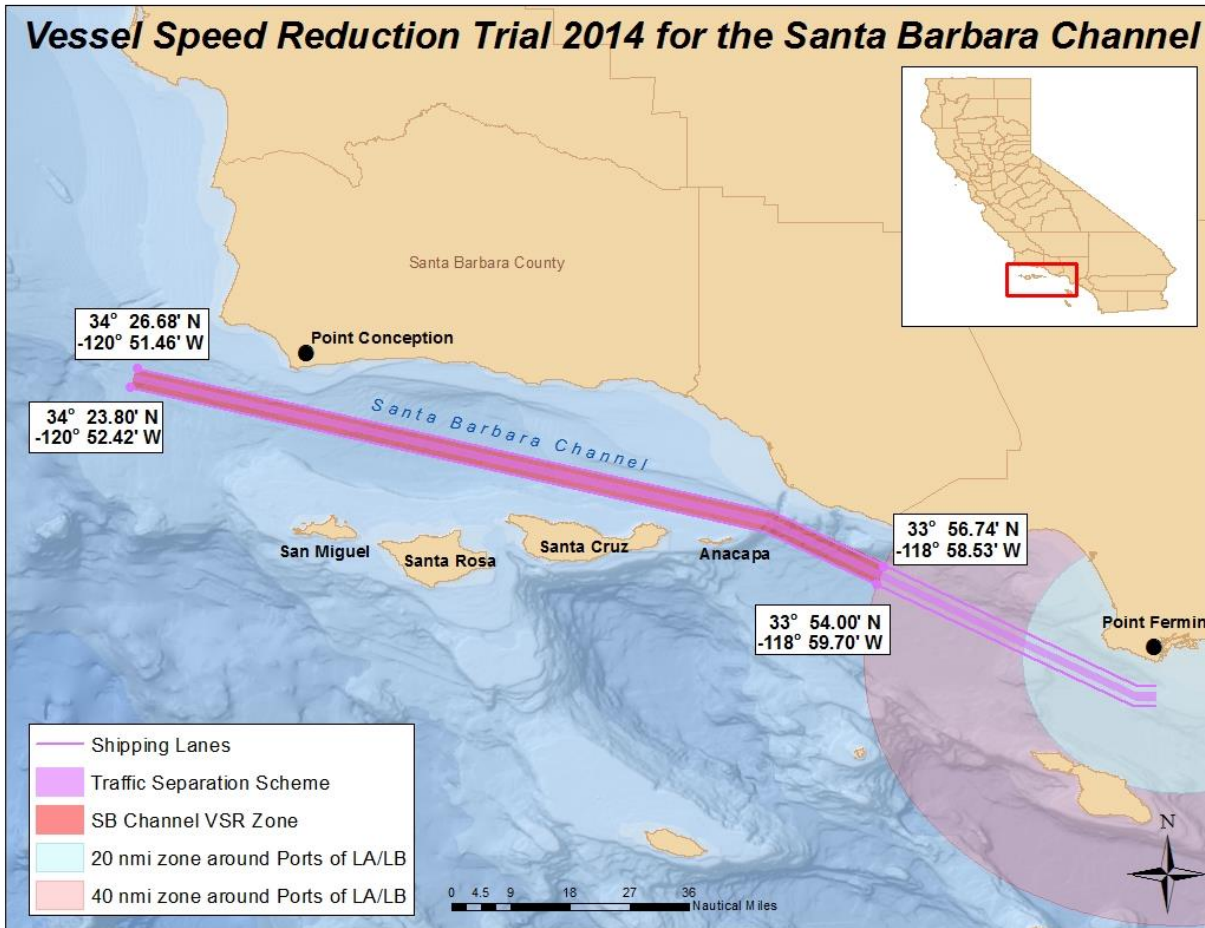 Vessel Speed Reduction Trial 2014 for the Santa Barbara Channel
Santa Barbara County
34° 26.68' N
-120° 51.46' W
Point Conception
34° 23.80' N
-120° 52.42' W
Santa Barbara Channel
San Miguel
Santa Rosa
Santa Cruz
Anacapa
33° 56.74' N
-118° 58.53' W
33° 54.00' N
-118° 59.70' W
Point Fermin
Shipping Lanes
Traffic Separation Scheme
SB Channel VSR Zone
20 nmi zone around Ports of LA/LB
40 nmi zone around Ports of LA/LB
0 4.5 9 18 27 36
Nautical Miles
N